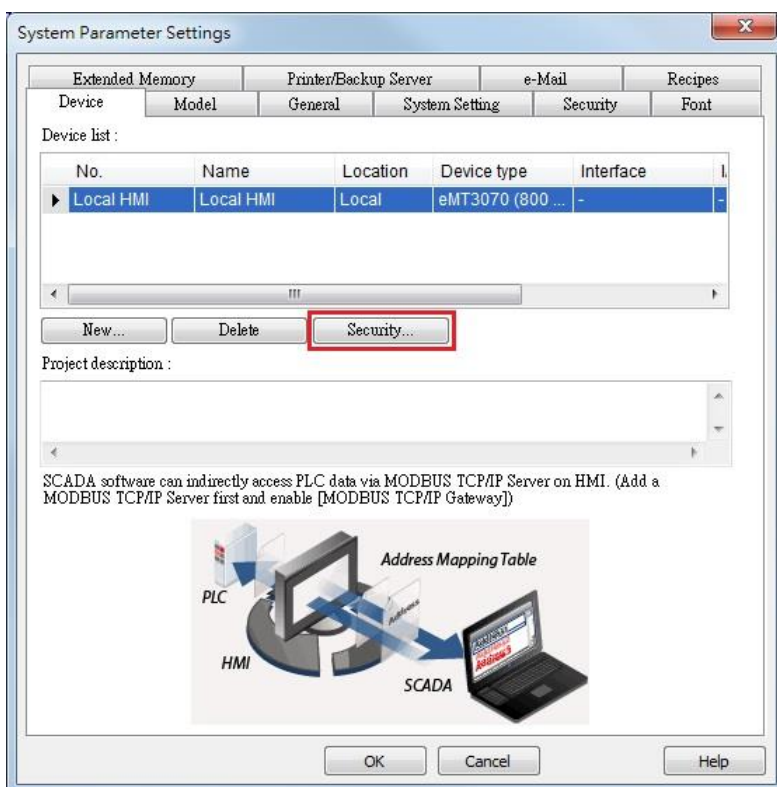 System Parameter Settings
Extended Memory Printer/Backup Server e-Mail Recipes
Device Model General System Setting Security Font
Device list :
No. Name Location Device type Interface
Local HMI Local HMI Local eMT3070 (800 ... - -
New... Delete Security...
Project description :
SCADA software can indirectly access PLC data via MODBUS TCP/IP Server on HMI. (Add a
MODBUS TCP/IP Server first and enable [MODBUS TCP/IP Gateway])
Address Mapping Table
PLC
Address
HMI
SCADA
OK Cancel Help